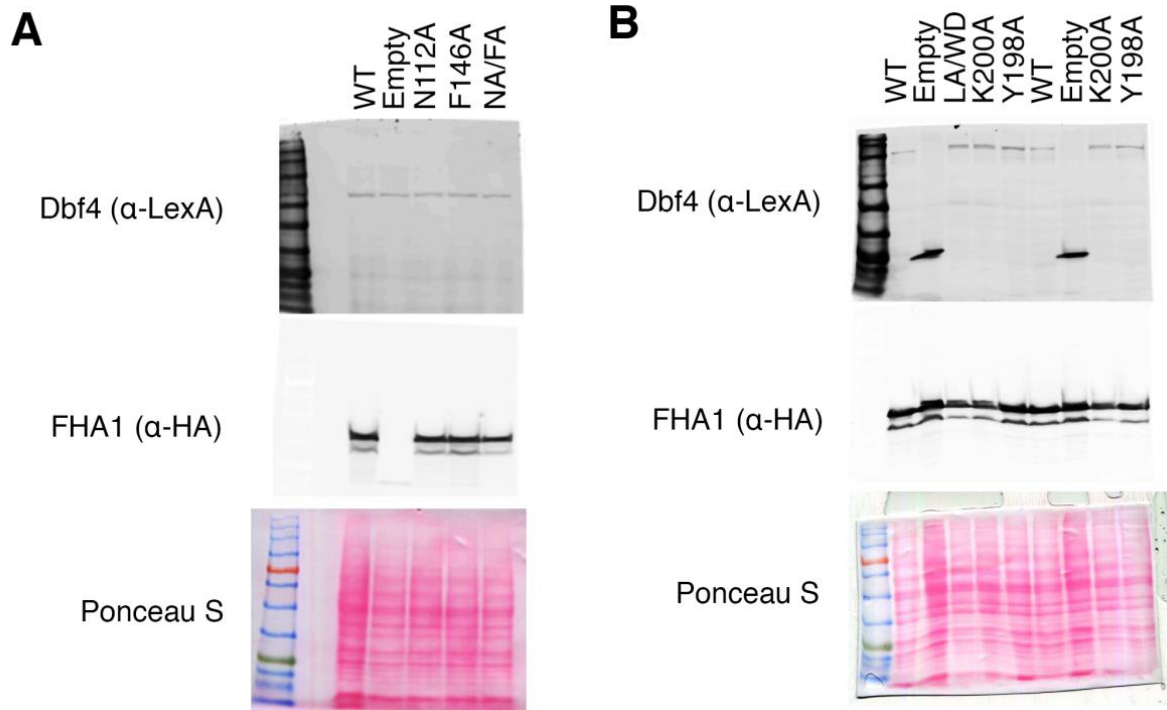 A
WT
Empty
N112A
F146A
NA/FA
Dbf4 (α-LexA)
FHA1 (α-HA)
Ponceau S
B
WT
Empty
LA/WD
K200A
Y198A
WT
Empty
K200A
Y198A
Dbf4 (α-LexA)
FHA1 (α-HA)
Ponceau S